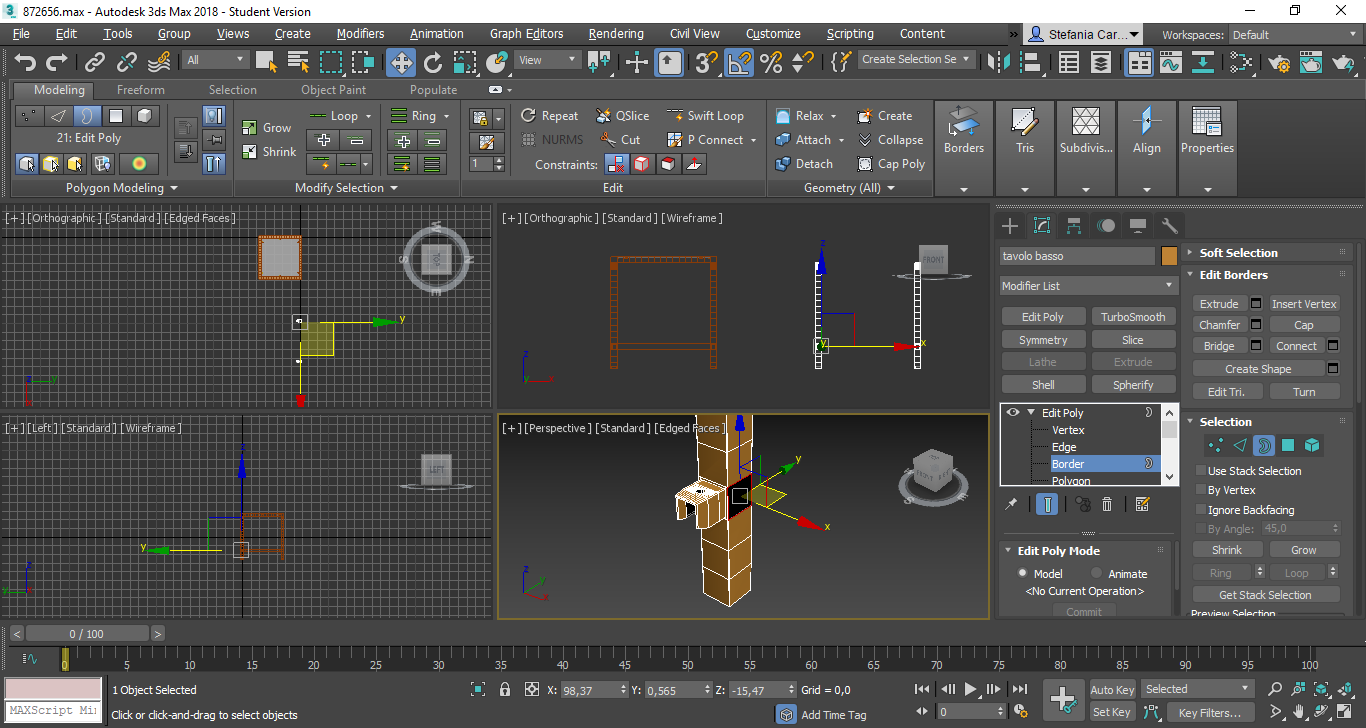 872656.max - Autodesk 3ds Max 2018 - Student Version
File Edit Tools Group Views Create Modifiers Animation Graph Editors Rendering Civil View Customize Scripting Content » Stefania Car... Workspaces: Default
All View Create Selection Se
Modeling Freeform Selection Object Paint Populate
21: Edit Poly
Polygon Modeling
Grow
Shrink
Loop Ring
Modify Selection
1
Repeat QSlice Swift Loop
NURMS Cut P Connect
Constraints:
Edit
Relax Create
Attach Collapse
Detach Cap Poly
Geometry (All)
Borders Tris Subdivis... Align Properties
[+] [Orthographic] [Standard] [Edged Faces]
W S N E TOP
y
z y
[+] [Orthographic] [Standard] [Wireframe]
FRONT
z y x
z y x
[+] [Left] [Standard] [Wireframe]
LEFT
z y
z y
[+] [Perspective] [Standard] [Edged Faces]
FRONT S E
y x
z y x
tavolo basso
Modifier List
Edit Poly TurboSmooth
Symmetry Slice
Lathe Extrude
Shell Spherify
Edit Poly
Vertex
Edge
Border
Polygon
Edit Poly Mode
Model Animate
<No Current Operation>
Commit
Soft Selection
Edit Borders
Extrude Insert Vertex
Chamfer Cap
Bridge Connect
Create Shape
Edit Tri. Turn
Selection
Use Stack Selection
By Vertex
Ignore Backfacing
By Angle: 45,0
Shrink Grow
Ring Loop
Get Stack Selection
Preview Selection
< 0 / 100 >
0 5 10 15 20 25 30 35 40 45 50 55 60 65 70 75 80 85 90 95 100
1 Object Selected X: 98,37 Y: 0,565 Z: -15,47 Grid = 0,0
MAXScript Mi
Click or click-and-drag to select objects Add Time Tag
0
Auto Key Selected
Set Key Key Filters...